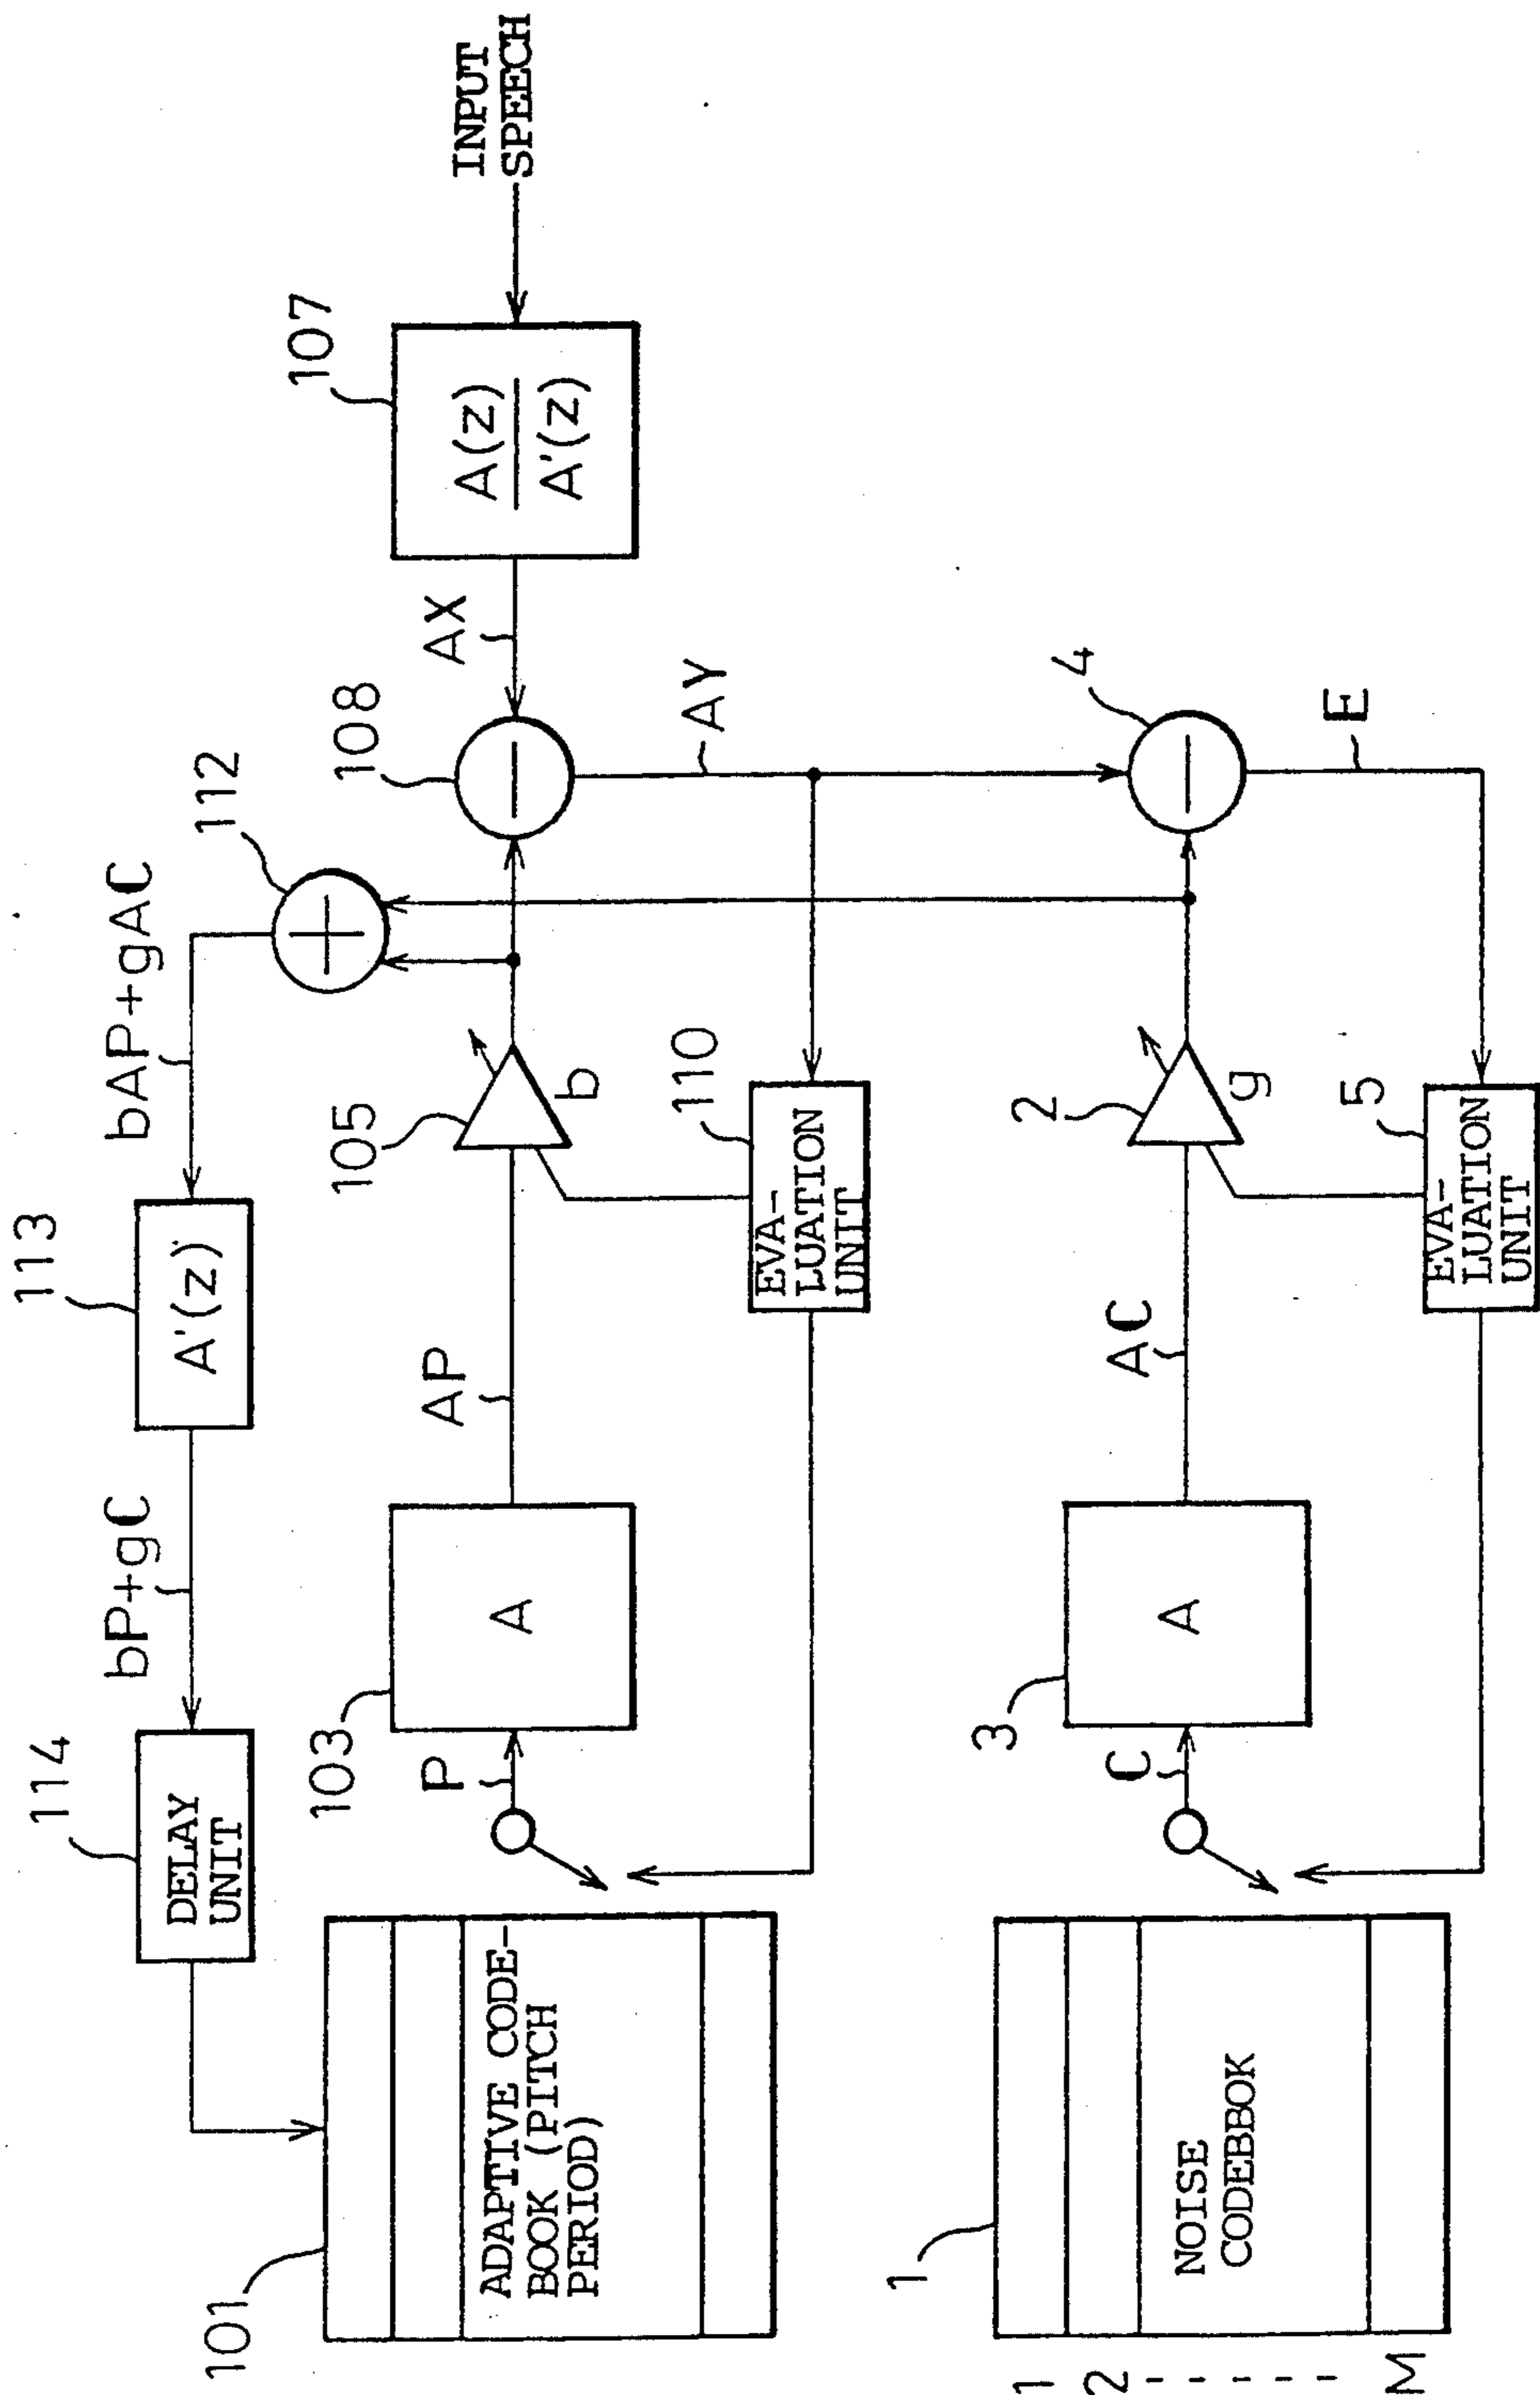 114
DELAY
UNIT
bP+gC
113
A'(z)
bAP+gAC
112
101
ADAPTIVE CODE-
BOOK (PITCH
PERIOD)
P
103
A
AP
105
b
108
AX
107
A(z)
A'(z)
INPUT
SPEECH
110
EVA-
LUATION
UNIT
AY
1
1
2
M
NOISE
CODEBBOK
C
3
A
AC
2
g
4
E
5
EVA-
LUATION
UNIT